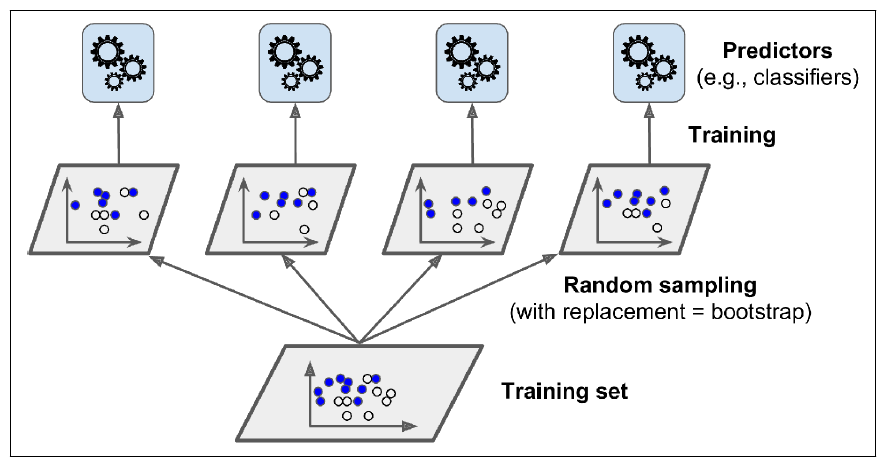 Predictors
(e.g., classifiers)
Training
Random sampling
(with replacement = bootstrap)
Training set